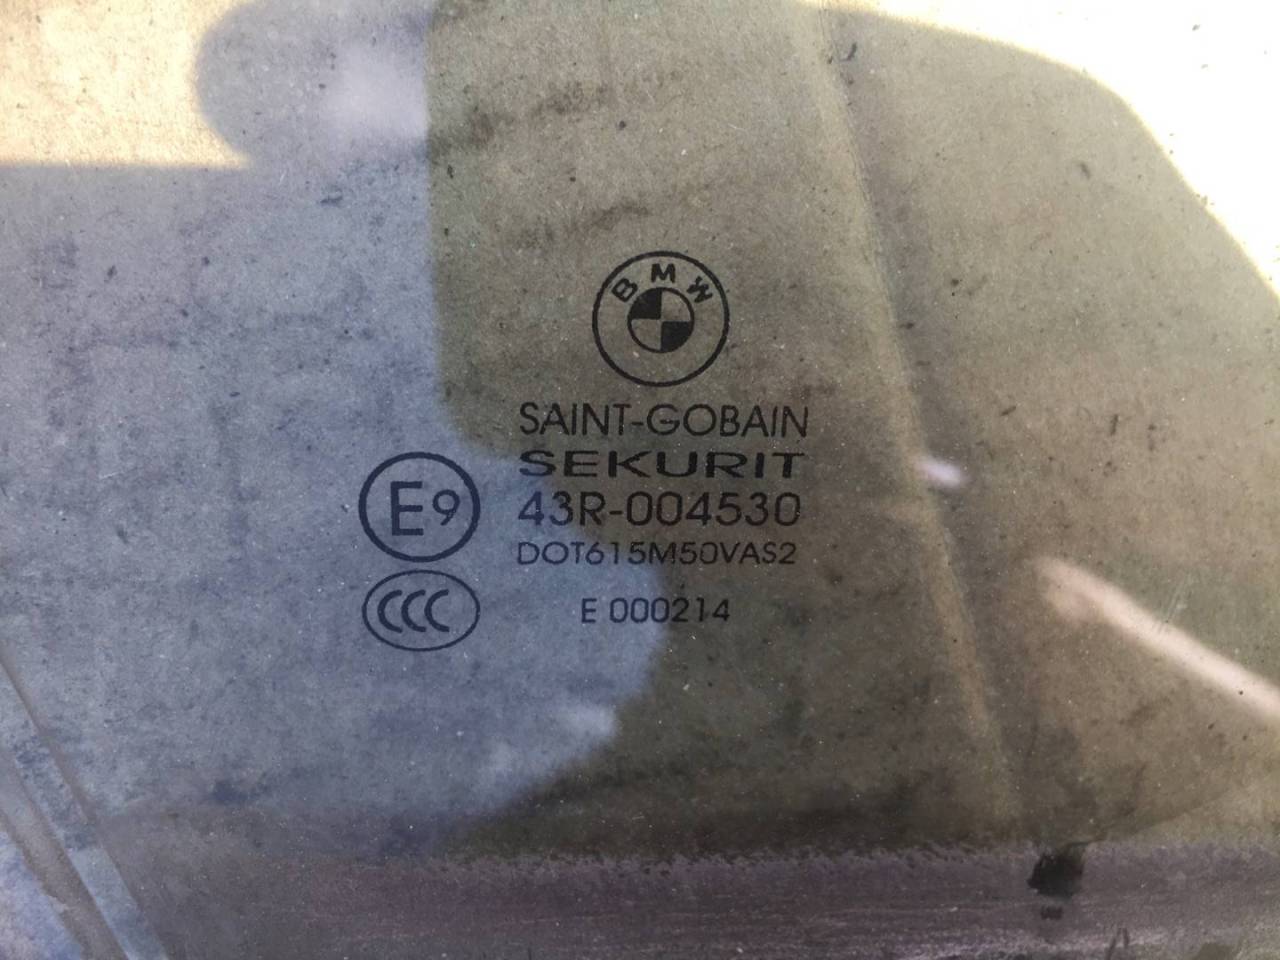 BMW
SAINT-GOBAIN
SEKURIT
E9
43R-004530
DOT615M50VAS2
CCC
E 000214